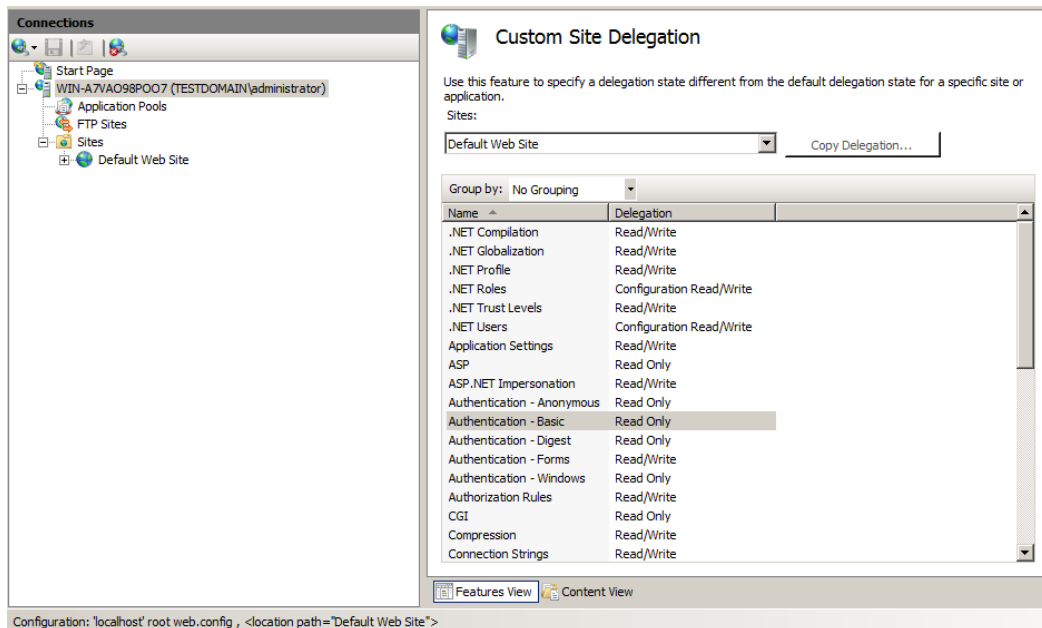 Connections
Start Page
WIN-A7VAO98POO7 (TESTDOMAIN\administrator)
Application Pools
FTP Sites
Sites
Default Web Site
Custom Site Delegation
Use this feature to specify a delegation state different from the default delegation state for a specific site or
application.
Sites:
Default Web Site
Copy Delegation...
Group by: No Grouping
Name Delegation
.NET Compilation Read/Write
.NET Globalization Read/Write
.NET Profile Read/Write
.NET Roles Configuration Read/Write
.NET Trust Levels Read/Write
.NET Users Configuration Read/Write
Application Settings Read/Write
ASP Read Only
ASP.NET Impersonation Read/Write
Authentication - Anonymous Read Only
Authentication - Basic Read Only
Authentication - Digest Read Only
Authentication - Forms Read/Write
Authentication - Windows Read Only
Authorization Rules Read/Write
CGI Read Only
Compression Read/Write
Connection Strings Read/Write
Features View Content View
Configuration: 'localhost' root web.config , <location path="Default Web Site">